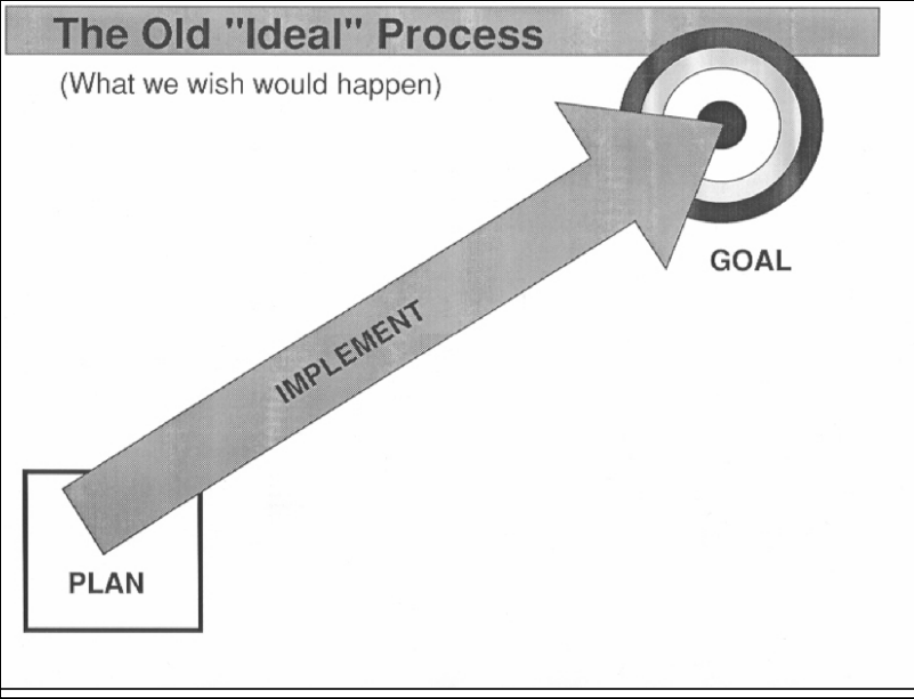 The Old "Ideal" Process
(What we wish would happen)
GOAL
IMPLEMENT
PLAN